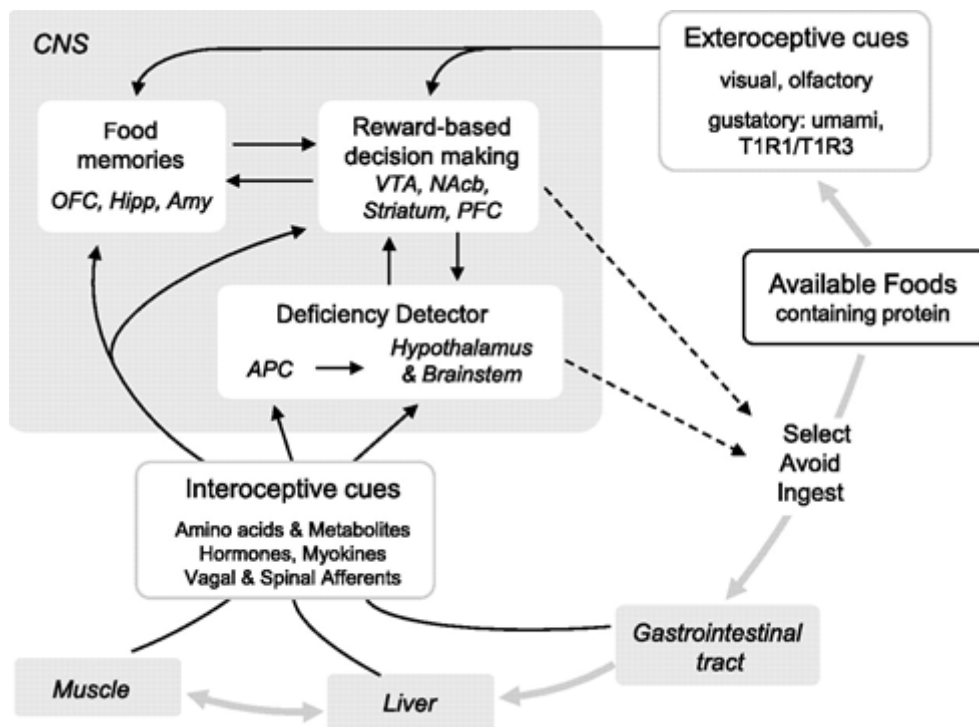 CNS
Exteroceptive cues
visual, olfactory
gustatory: umami,
T1R1/T1R3
Food
memories
OFC, Hipp, Amy
Reward-based
decision making
VTA, NAcb,
Striatum, PFC
Available Foods
containing protein
Deficiency Detector
APC
Hypothalamus
& Brainstem
Select
Avoid
Ingest
Interoceptive cues
Amino acids & Metabolites
Hormones, Myokines
Vagal & Spinal Afferents
Gastrointestinal
tract
Muscle
Liver